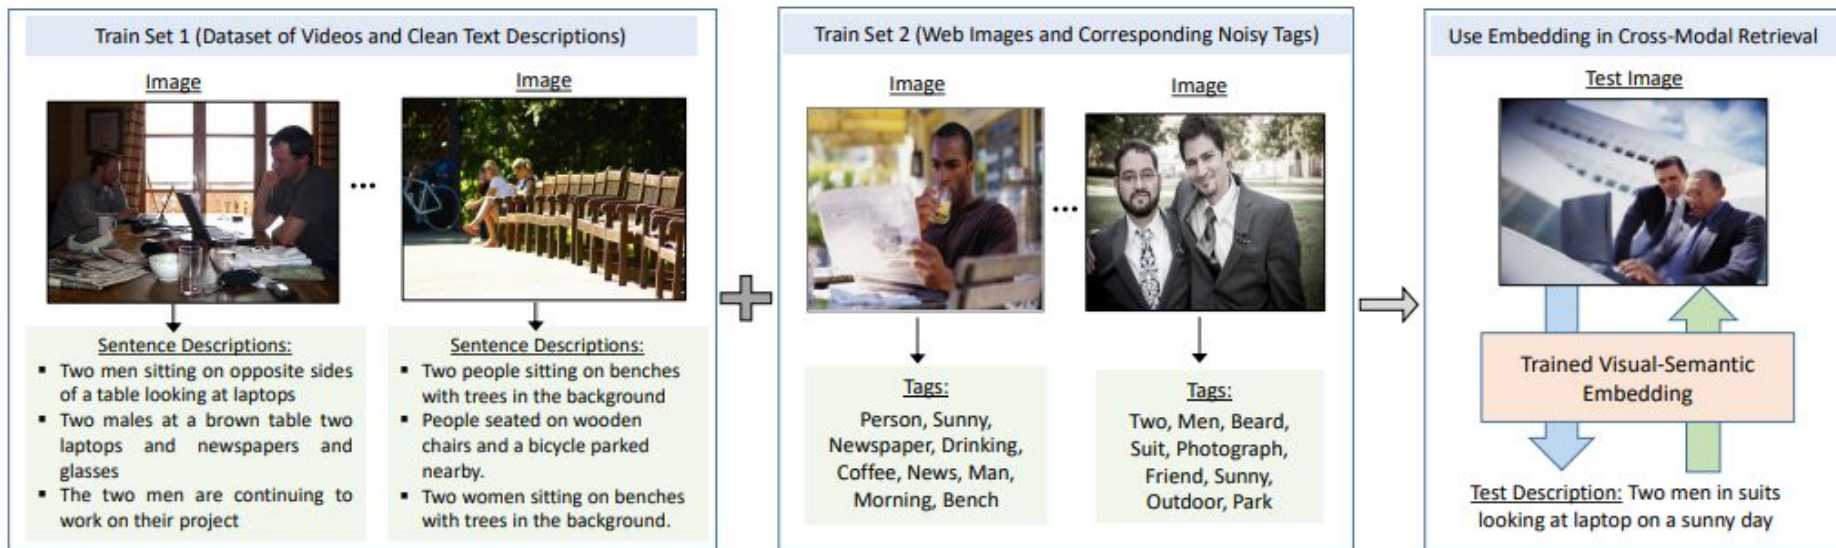 Train Set 1 (Dataset of Videos and Clean Text Descriptions)
Image
Image
...
Sentence Descriptions:
▪ Two men sitting on opposite sides
of a table looking at laptops
▪ Two males at a brown table two
laptops and newspapers and
glasses
▪ The two men are continuing to
work on their project
Sentence Descriptions:
▪ Two people sitting on benches
with trees in the background
▪ People seated on wooden
chairs and a bicycle parked
nearby.
▪ Two women sitting on benches
with trees in the background.
Train Set 2 (Web Images and Corresponding Noisy Tags)
Image
Image
...
Tags:
Person, Sunny,
Newspaper, Drinking,
Coffee, News, Man,
Morning, Bench
Tags:
Two, Men, Beard,
Suit, Photograph,
Friend, Sunny,
Outdoor, Park
Use Embedding in Cross-Modal Retrieval
Test Image
Trained Visual-Semantic
Embedding
Test Description: Two men in suits
looking at laptop on a sunny day